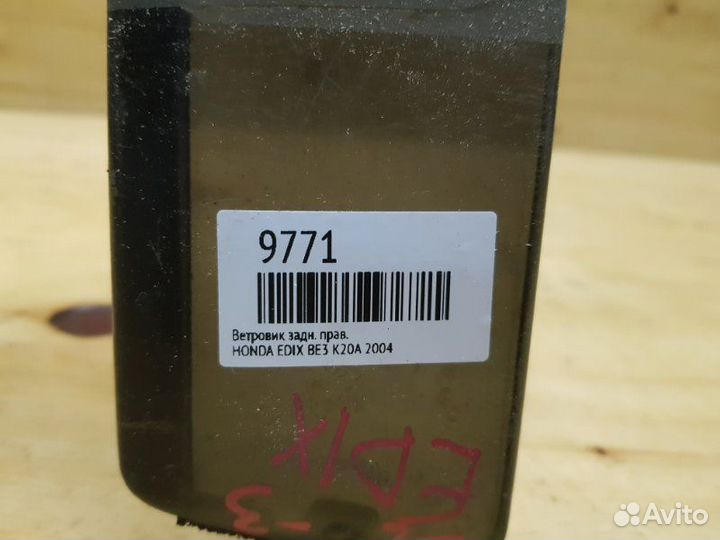 9771
Ветровик задн. прав.
HONDA EDIX BE3 K20A 2004
EDIX
Avito